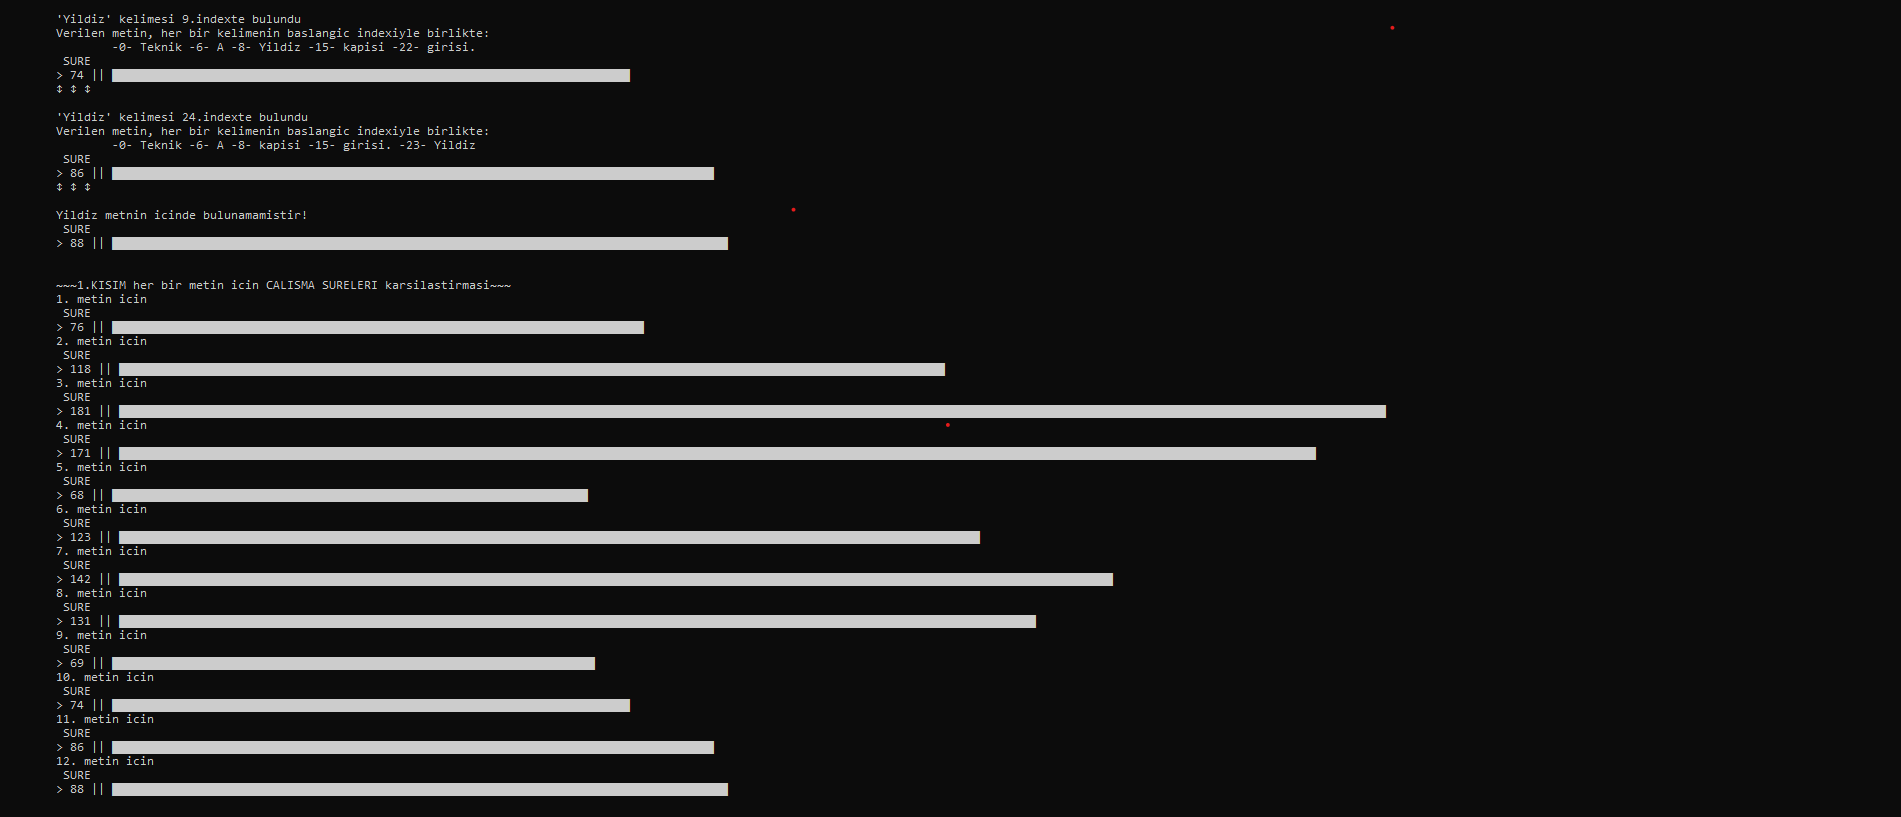 'Yildiz' kelimesi 9.indexte bulundu
Verilen metin, her bir kelimenin baslangic indexiyle birlikte:
-0- Teknik -6- A -8- Yildiz -15- kapisi -22- girisi.
SURE
> 74 ||
↕ ↕ ↕
'Yildiz' kelimesi 24.indexte bulundu
Verilen metin, her bir kelimenin baslangic indexiyle birlikte:
-0- Teknik -6- A -8- kapisi -15- girisi. -23- Yildiz
SURE
> 86 ||
↕ ↕ ↕
Yildiz metnin icinde bulunamamistir!
SURE
> 88 ||
~~~1.KISIM her bir metin icin CALISMA SURELERI karsilastirmasi~~~
1. metin icin
SURE
> 76 ||
2. metin icin
SURE
> 118 ||
3. metin icin
SURE
> 181 ||
4. metin icin
SURE
> 171 ||
5. metin icin
SURE
> 68 ||
6. metin icin
SURE
> 123 ||
7. metin icin
SURE
> 142 ||
8. metin icin
SURE
> 131 ||
9. metin icin
SURE
> 69 ||
10. metin icin
SURE
> 74 ||
11. metin icin
SURE
> 86 ||
12. metin icin
SURE
> 88 ||